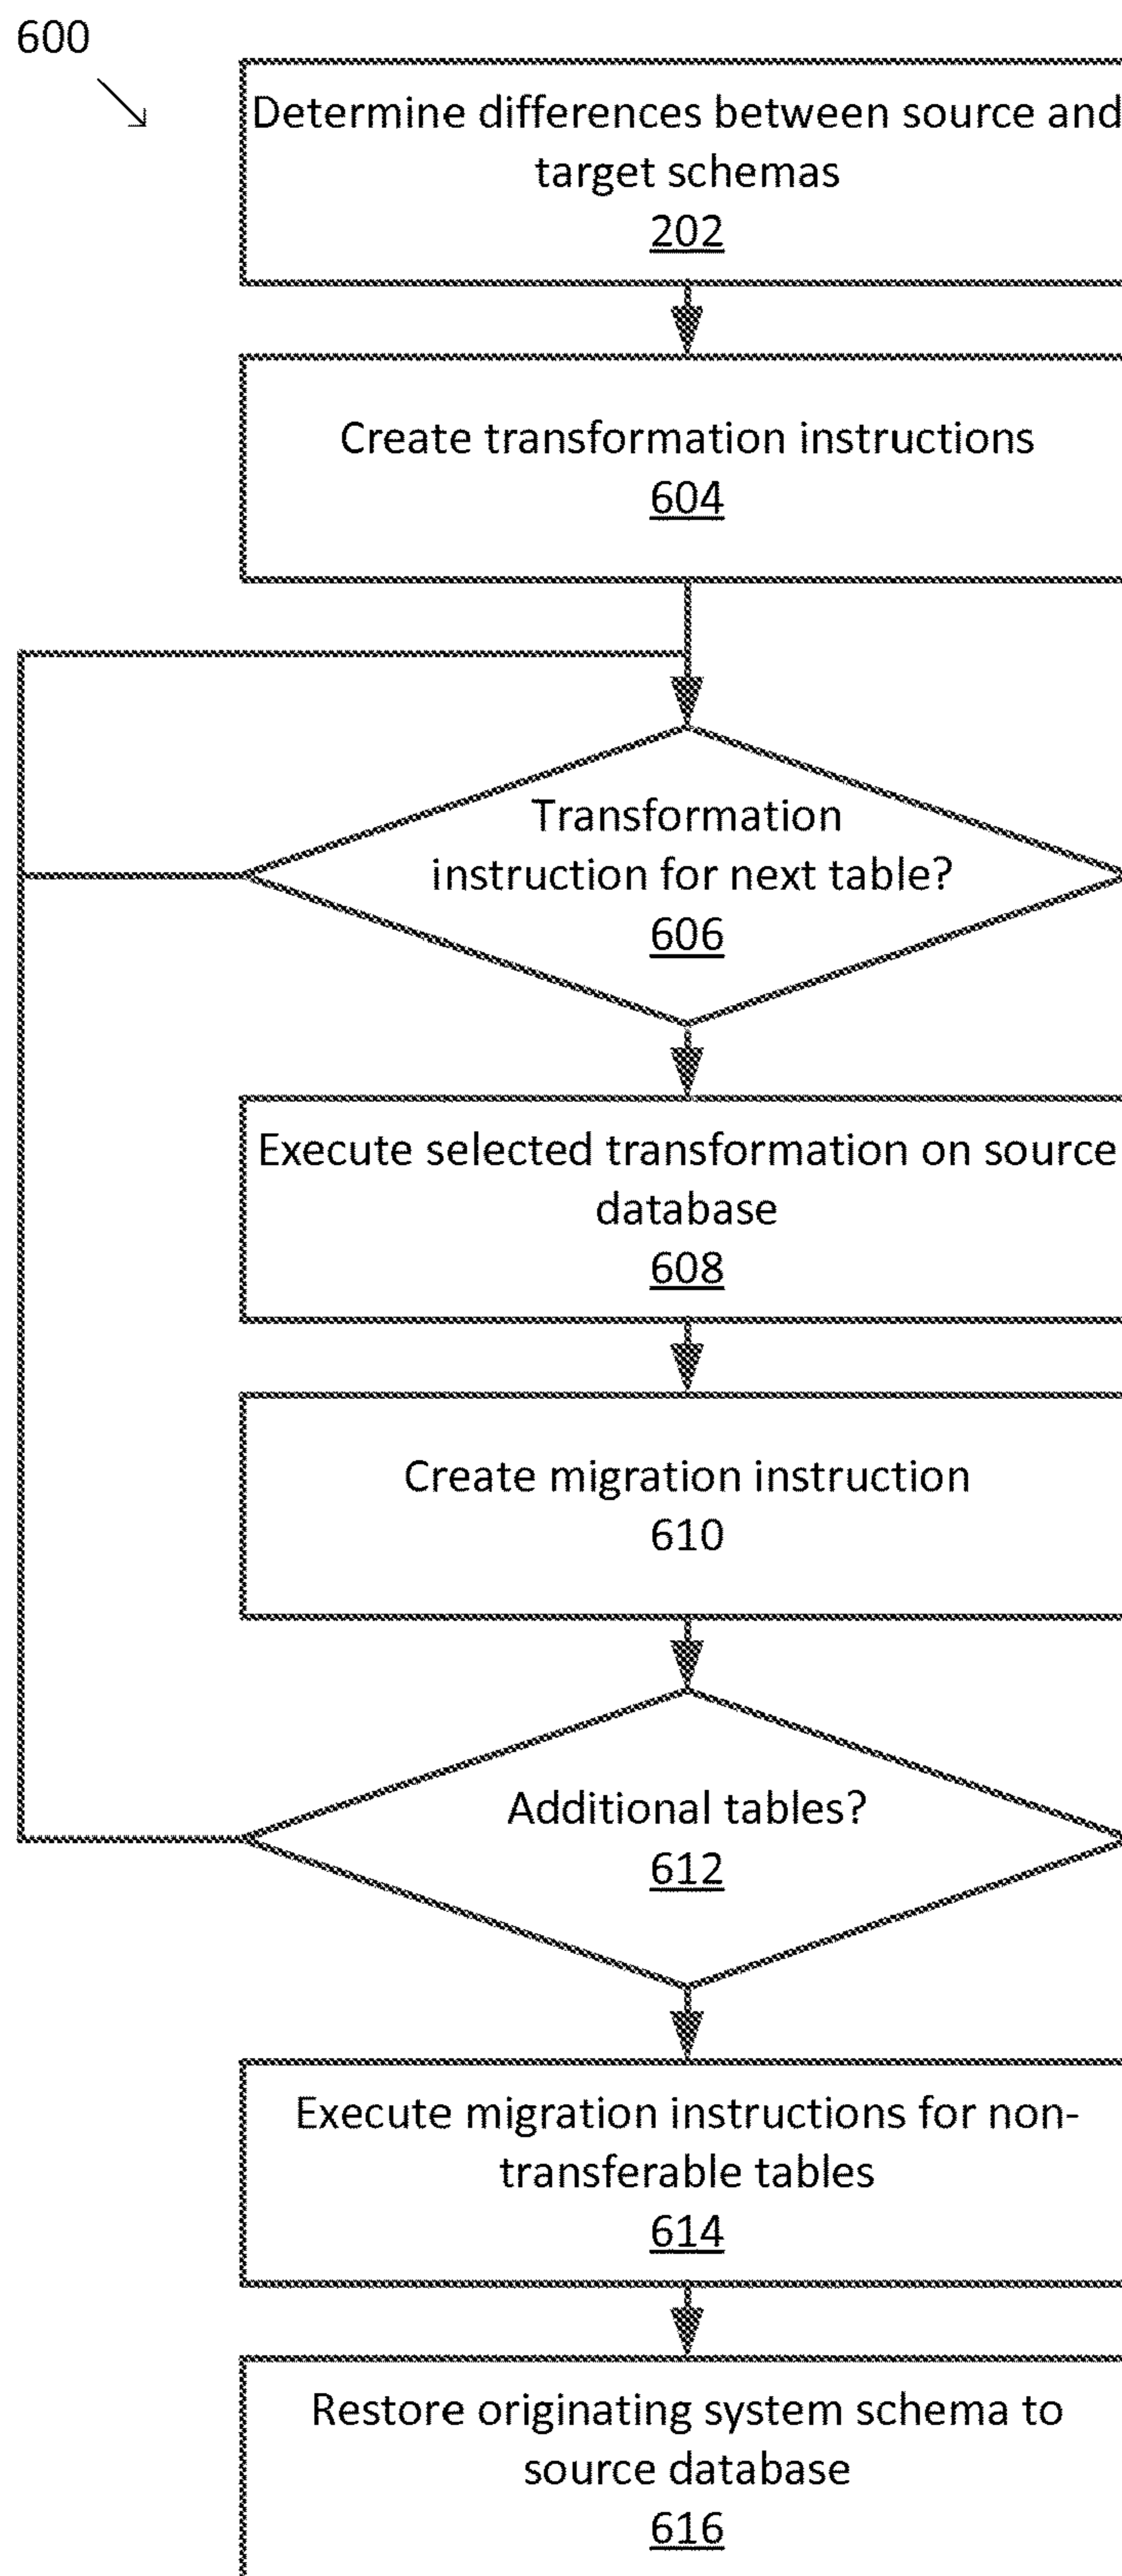 600
Determine differences between source and
target schemas
202
Create transformation instructions
604
Transformation
instruction for next table?
606
Execute selected transformation on source
database
608
Create migration instruction
610
Additional tables?
612
Execute migration instructions for non-
transferable tables
614
Restore originating system schema to
source database
616